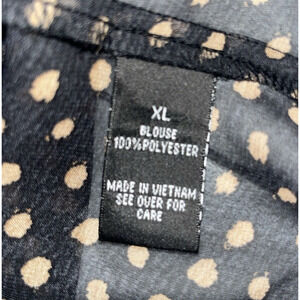 XL
BLOUSE
100%POLYESTER
MADE IN VIETNAM
SEE OVER FOR
CARE